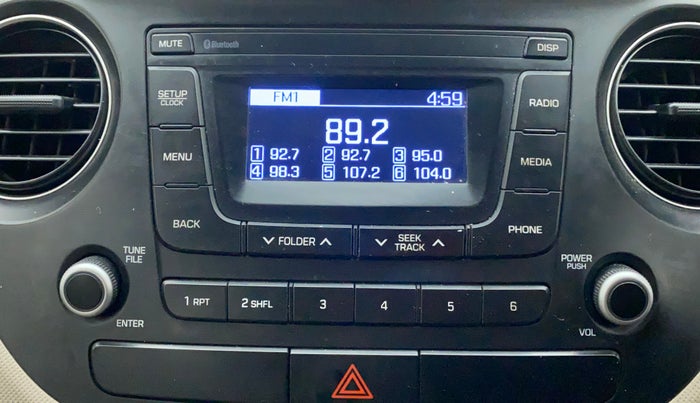 MUTE Bluetooth DISP
SETUP
CLOCK
FM1 4:59
RADIO
89.2
1 92.7 2 92.7 3 95.0
4 98.3 5 107.2 6 104.0
MENU
MEDIA
BACK
PHONE
FOLDER
SEEK
TRACK
TUNE
FILE
POWER
PUSH
1 RPT 2 SHFL 3 4 5 6
ENTER
VOL